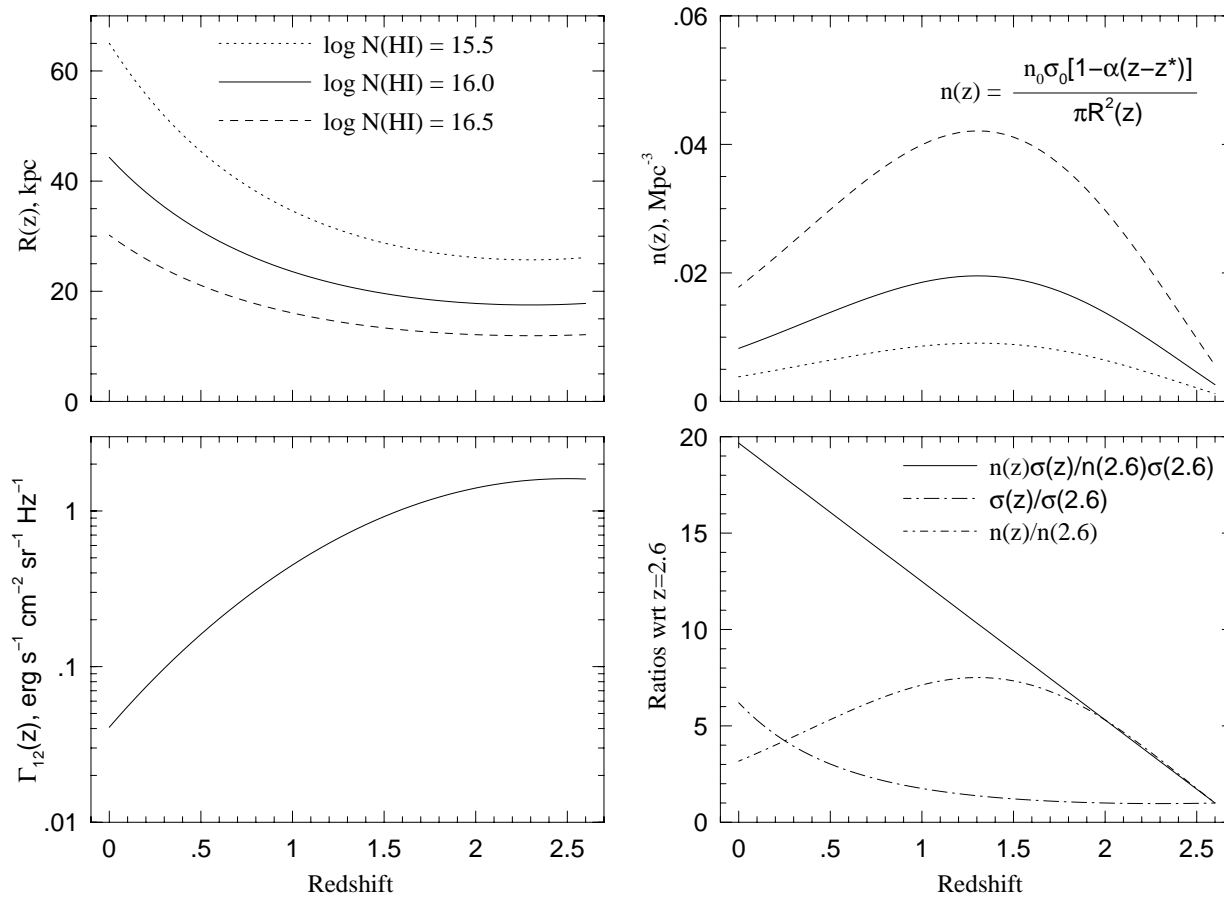 log N(HI) = 15.5
log N(HI) = 16.0
log N(HI) = 16.5
R(z), kpc
60
40
20
0
.06
.04
.02
0
n(z), Mpc⁻³
n(z) = n₀σ₀[1−α(z−z*)]
πR²(z)
Γ₁₂(z), erg s⁻¹ cm⁻² sr⁻¹ Hz⁻¹
1
.1
.01
0 .5 1 1.5 2 2.5
Redshift
20
15
10
5
0
Ratios wrt z=2.6
n(z)σ(z)/n(2.6)σ(2.6)
σ(z)/σ(2.6)
n(z)/n(2.6)
0 .5 1 1.5 2 2.5
Redshift